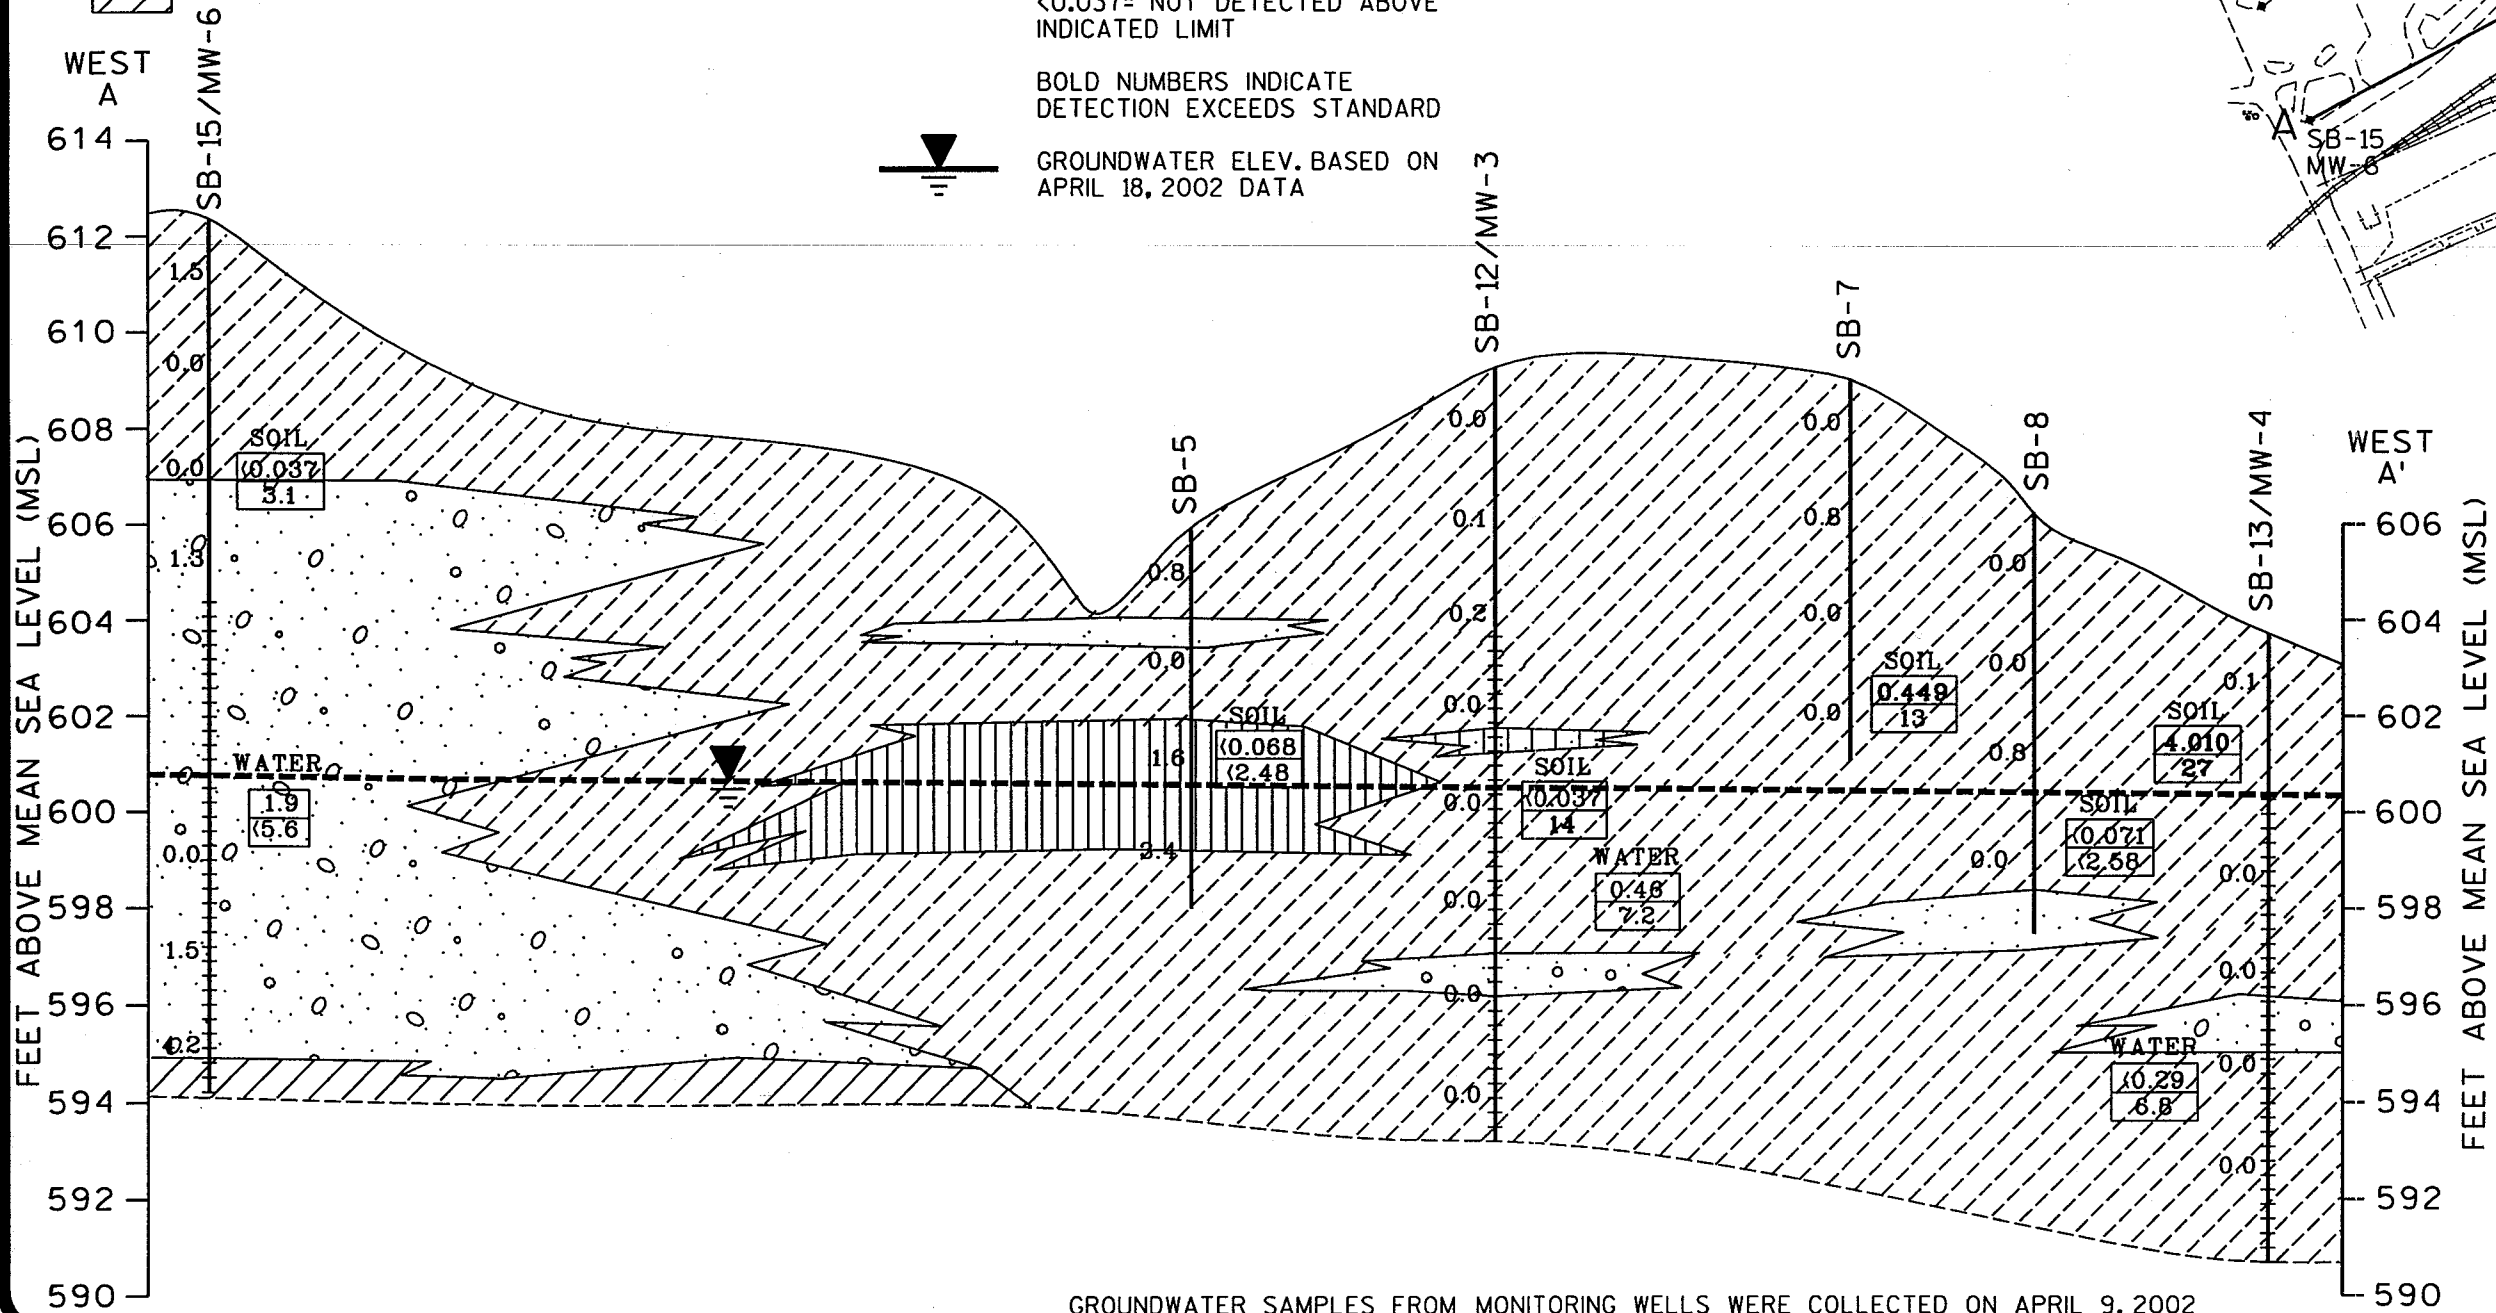 <0.037= NOT DETECTED ABOVE
INDICATED LIMIT
BOLD NUMBERS INDICATE
DETECTION EXCEEDS STANDARD
GROUNDWATER ELEV. BASED ON
APRIL 18, 2002 DATA
WEST
A
A
SB-15
MW-6
FEET ABOVE MEAN SEA LEVEL (MSL)
614
612
610
608
606
604
602
600
598
596
594
592
590
SB-15/MW-6
1.5
0.0
0.0
1.3
0.0
1.5
SOIL
<0.037
3.1
WATER
1.9
<5.6
SB-5
0.8
0.0
1.6
SOIL
<0.068
<2.48
SB-12/MW-3
0.0
0.1
0.2
0.0
0.0
0.0
0.0
0.0
SOIL
<0.037
14
WATER
0.46
7.2
SB-7
0.0
0.8
0.0
0.0
SOIL
0.449
13
SB-8
0.0
0.0
0.8
0.0
SOIL
<0.071
<2.58
SB-13/MW-4
0.1
0.0
0.0
0.0
0.0
SOIL
4.010
27
WATER
<0.29
6.8
WEST
A'
606
604
602
600
598
596
594
592
590
FEET ABOVE MEAN SEA LEVEL (MSL)
GROUNDWATER SAMPLES FROM MONITORING WELLS WERE COLLECTED ON APRIL 9, 2002